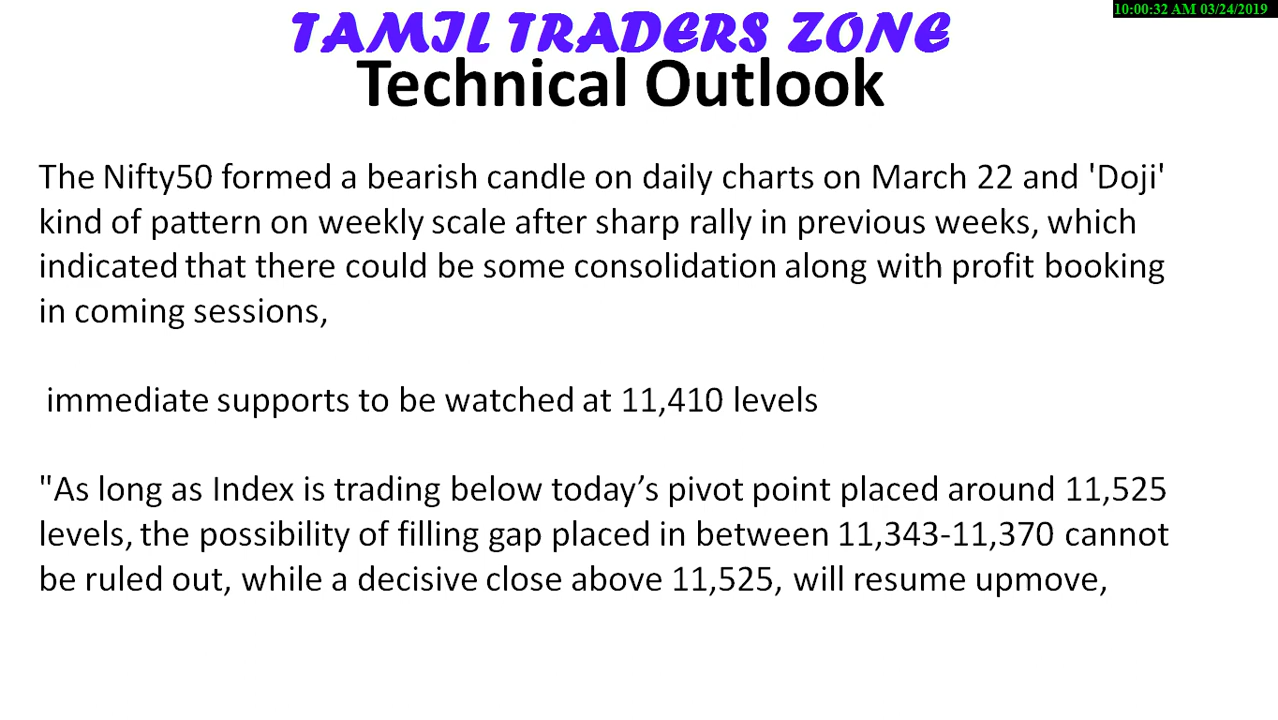 10:00:32 AM 03/24/2019
TAMIL TRADERS ZONE
Technical Outlook
The Nifty50 formed a bearish candle on daily charts on March 22 and 'Doji'
kind of pattern on weekly scale after sharp rally in previous weeks, which
indicated that there could be some consolidation along with profit booking
in coming sessions,
immediate supports to be watched at 11,410 levels
"As long as Index is trading below today’s pivot point placed around 11,525
levels, the possibility of filling gap placed in between 11,343-11,370 cannot
be ruled out, while a decisive close above 11,525, will resume upmove,